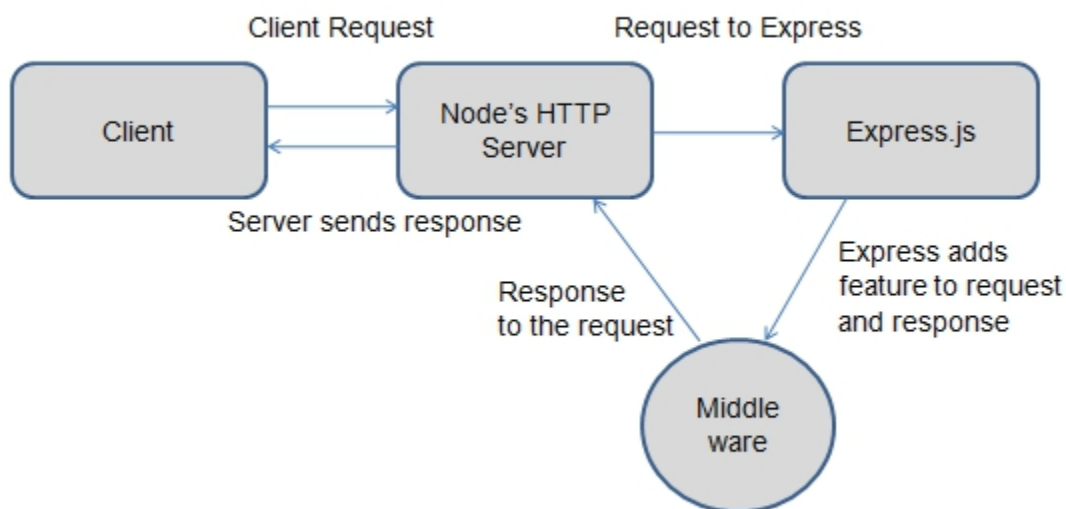 Client Request
Request to Express
Client
Node's HTTP
Server
Express.js
Server sends response
Express adds
feature to request
and response
Response
to the request
Middle
ware